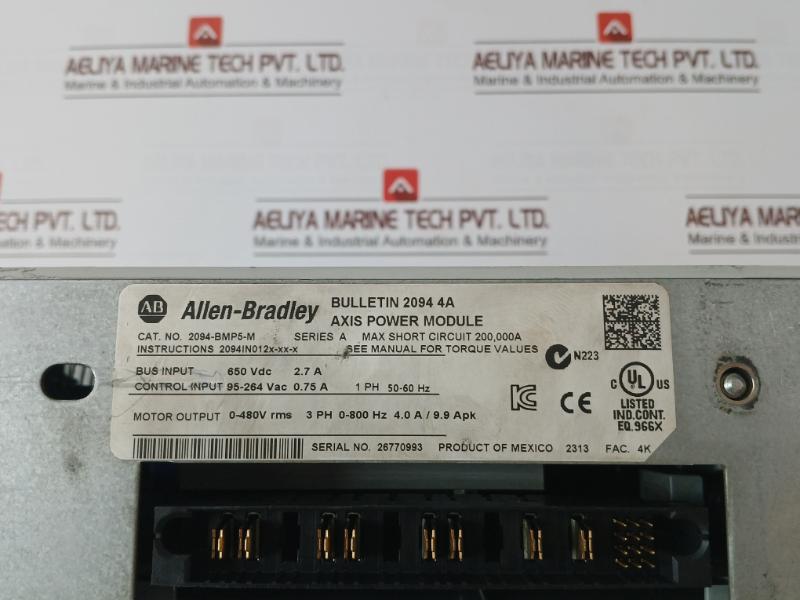 AELIYA MARINE TECH PVT. LTD.
Marine & Industrial Automation & Machinery
AELIYA MARINE TECH PVT. LTD.
Marine & Industrial Automation & Machinery
PVT. LTD.
& Machinery
AELIYA MARINE TECH PVT. LTD.
Marine & Industrial Automation & Machinery
AELIYA MARINE
Marine & Industrial
AB Allen-Bradley
BULLETIN 2094 4A
AXIS POWER MODULE
CAT. NO. 2094-BMP5-M SERIES A MAX SHORT CIRCUIT 200,000A
INSTRUCTIONS 2094IN012x-xx-x SEE MANUAL FOR TORQUE VALUES
BUS INPUT 650 Vdc 2.7 A
CONTROL INPUT 95-264 Vac 0.75 A 1 PH 50-60 Hz
MOTOR OUTPUT 0-480V rms 3 PH 0-800 Hz 4.0 A / 9.9 Apk
N223
CE
C UL US
LISTED
IND.CONT.
EQ.966X
SERIAL NO. 26770993 PRODUCT OF MEXICO 2313 FAC. 4K